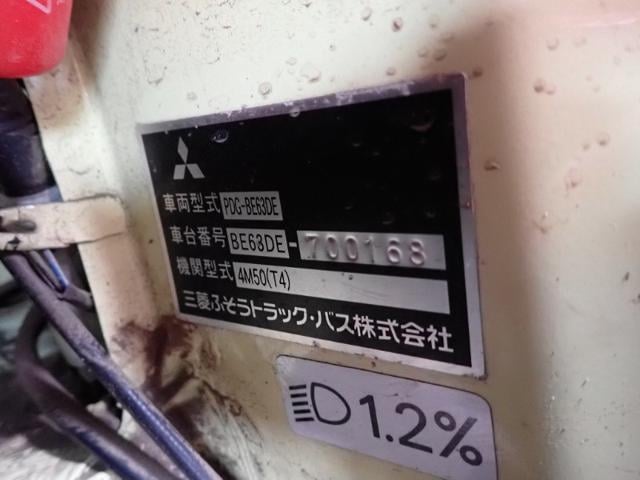 車両型式 PDG-BE63DE
車台番号 BE63DE-700168
機関型式 4M50(T4)
三菱ふそうトラック・バス株式会社
1.2%